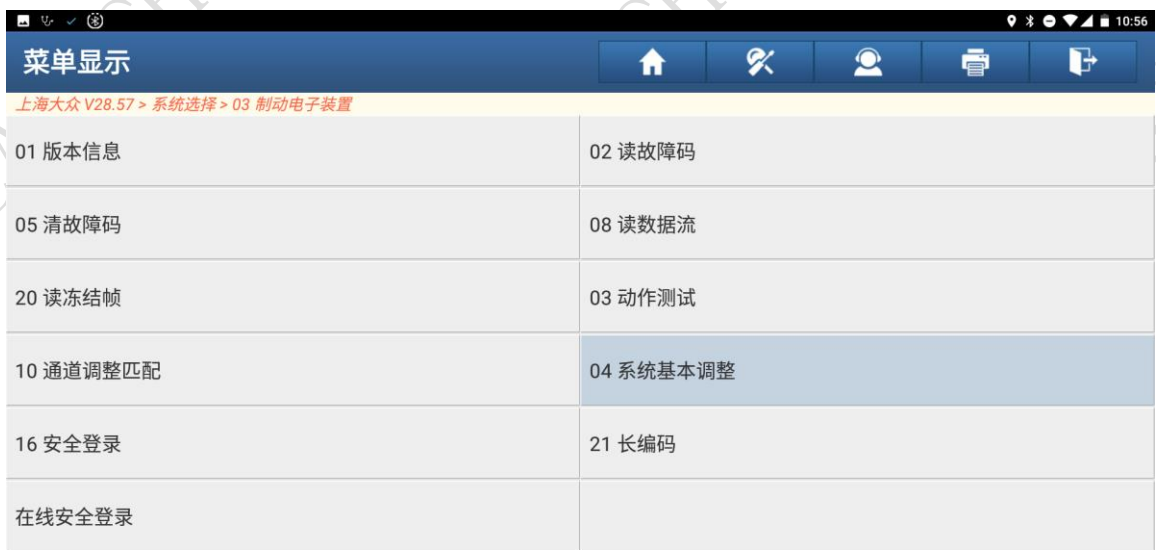 10:56
菜单显示
上海大众 V28.57 > 系统选择 > 03 制动电子装置
01 版本信息
02 读故障码
05 清故障码
08 读数据流
20 读冻结帧
03 动作测试
10 通道调整匹配
04 系统基本调整
16 安全登录
21 长编码
在线安全登录